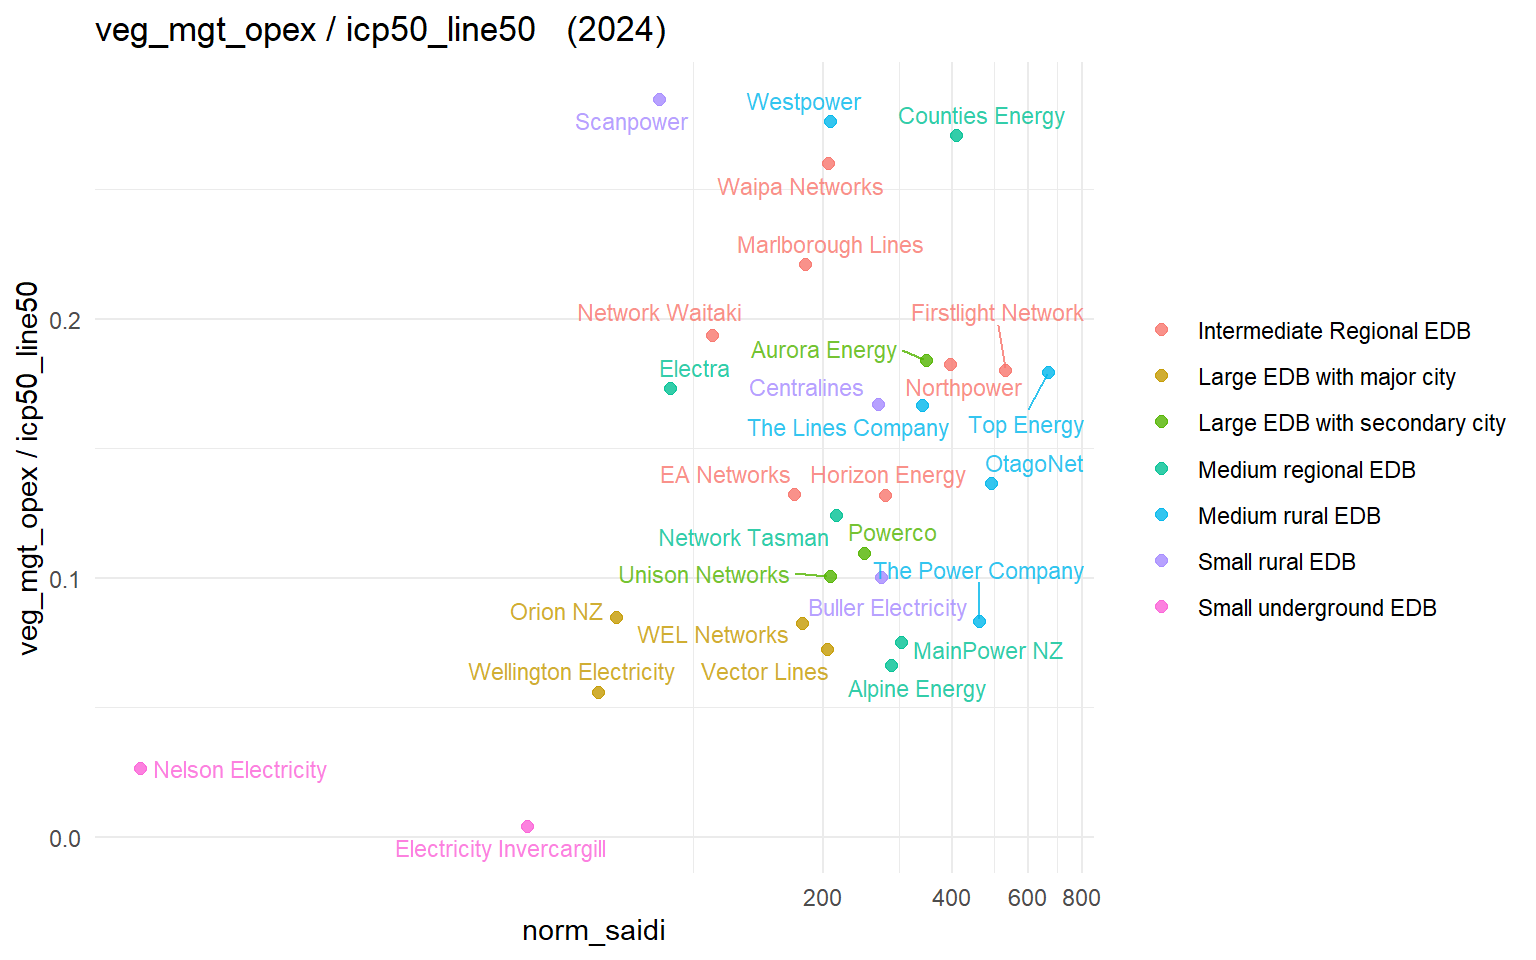 veg_mgt_opex / icp50_line50   (2024)
Westpower
Counties Energy
Scanpower
Waipa Networks
Marlborough Lines
Network Waitaki
Firstlight Network
0.2
Aurora Energy
Electra
Centralines
Northpower
The Lines Company
Top Energy
OtagoNet
EA Networks
Horizon Energy
Network Tasman
Powerco
Unison Networks
The Power Company
0.1
Buller Electricity
Orion NZ
WEL Networks
MainPower NZ
Wellington Electricity
Vector Lines
Alpine Energy
Nelson Electricity
0.0
Electricity Invercargill
200
400
600
800
norm_saidi
veg_mgt_opex / icp50_line50
Intermediate Regional EDB
Large EDB with major city
Large EDB with secondary city
Medium regional EDB
Medium rural EDB
Small rural EDB
Small underground EDB